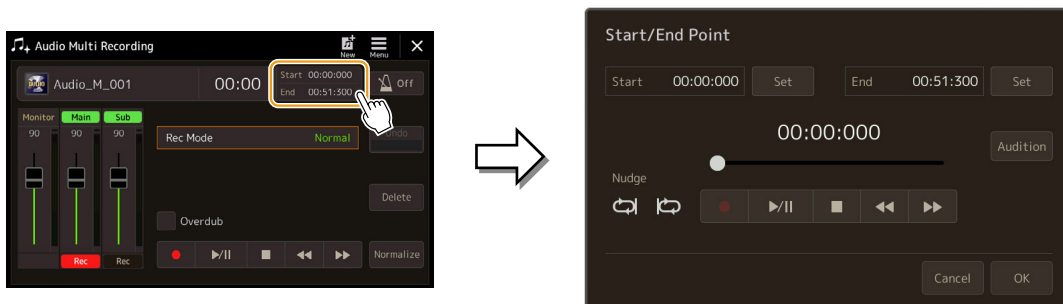 Audio Multi Recording New Menu
Audio_M_001 00:00 Start 00:00:000 Off
End 00:51:300
Monitor Main Sub
90 90 90
Rec Mode Normal Undo
Delete
Overdub
Normalize
Rec Rec
Start/End Point
Start 00:00:000 Set End 00:51:300 Set
00:00:000
Audition
Nudge
Cancel OK